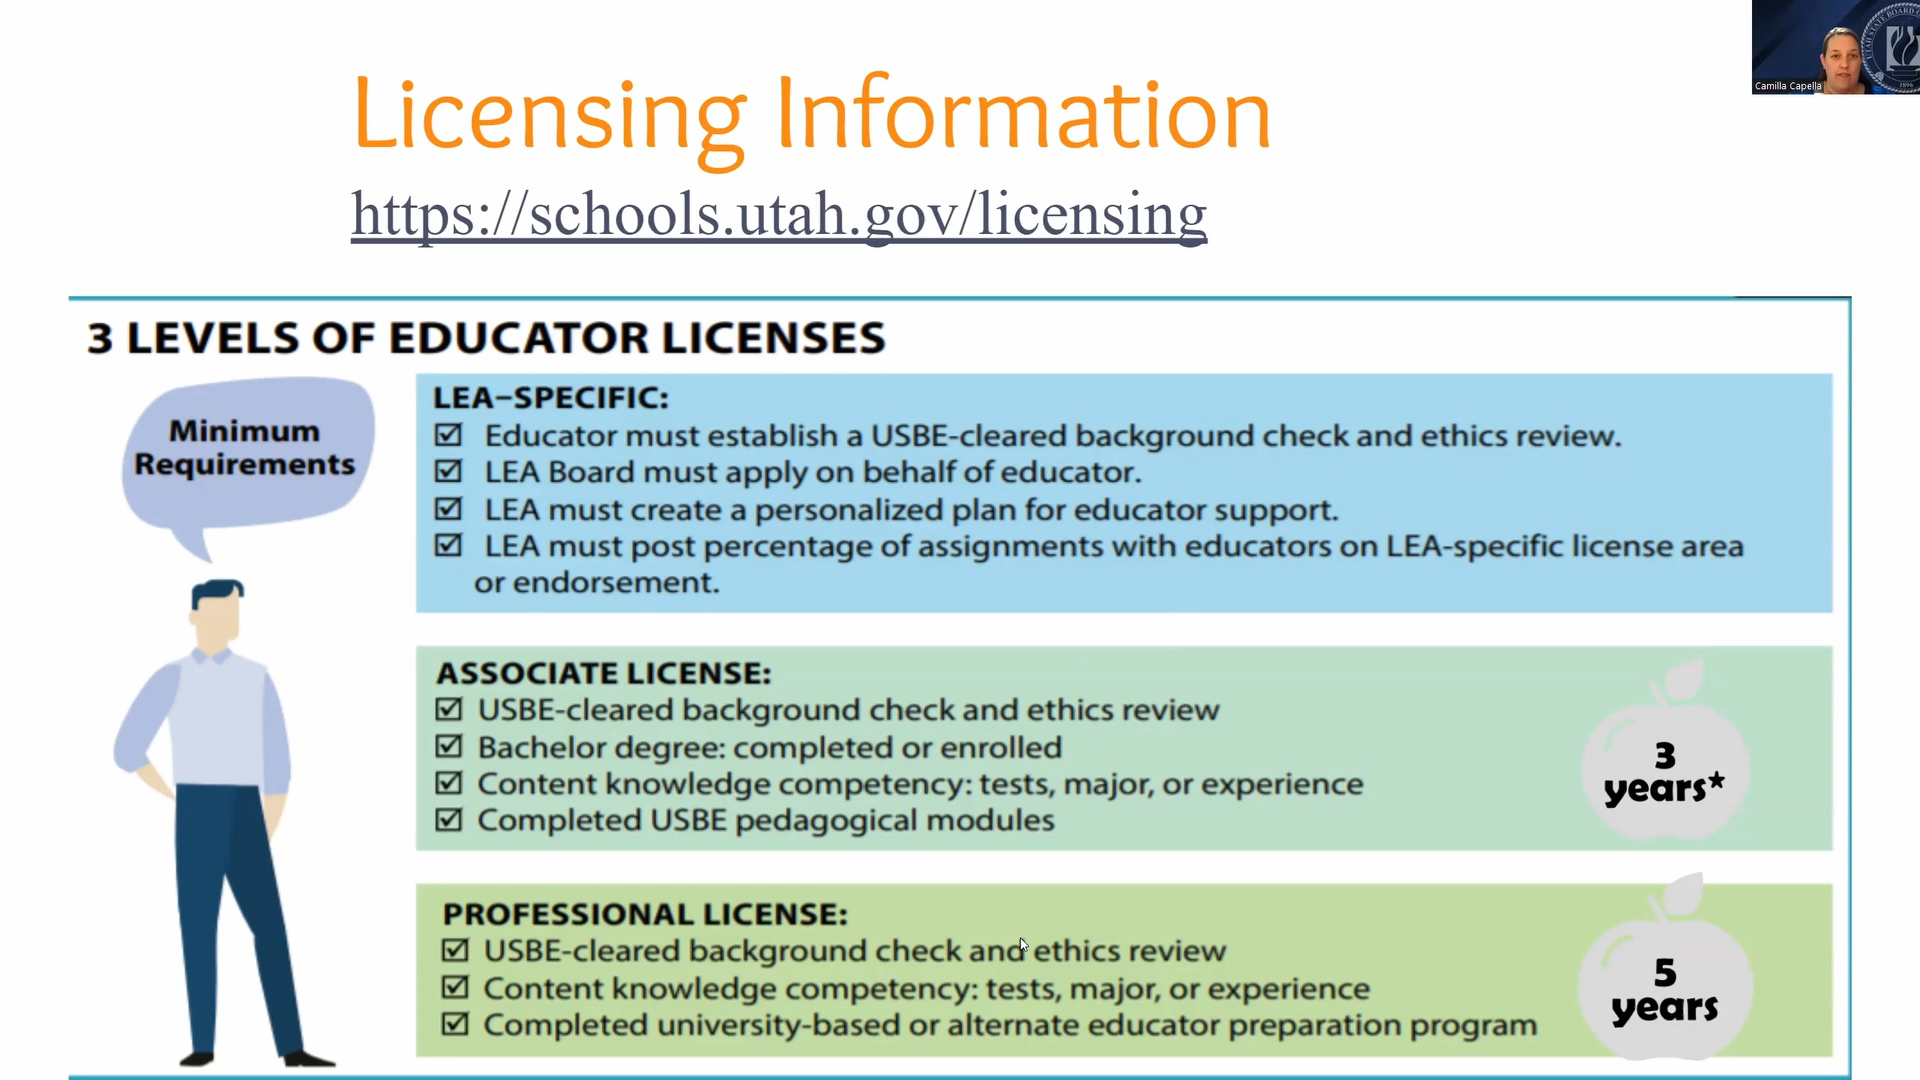 Camilla Capella
Licensing Information
https://schools.utah.gov/licensing
3 LEVELS OF EDUCATOR LICENSES
Minimum
Requirements
LEA–SPECIFIC:
☑ Educator must establish a USBE-cleared background check and ethics review.
☑ LEA Board must apply on behalf of educator.
☑ LEA must create a personalized plan for educator support.
☑ LEA must post percentage of assignments with educators on LEA-specific license area
or endorsement.
ASSOCIATE LICENSE:
☑ USBE-cleared background check and ethics review
☑ Bachelor degree: completed or enrolled
☑ Content knowledge competency: tests, major, or experience
☑ Completed USBE pedagogical modules
3
years*
PROFESSIONAL LICENSE:
☑ USBE-cleared background check and ethics review
☑ Content knowledge competency: tests, major, or experience
☑ Completed university-based or alternate educator preparation program
5
years